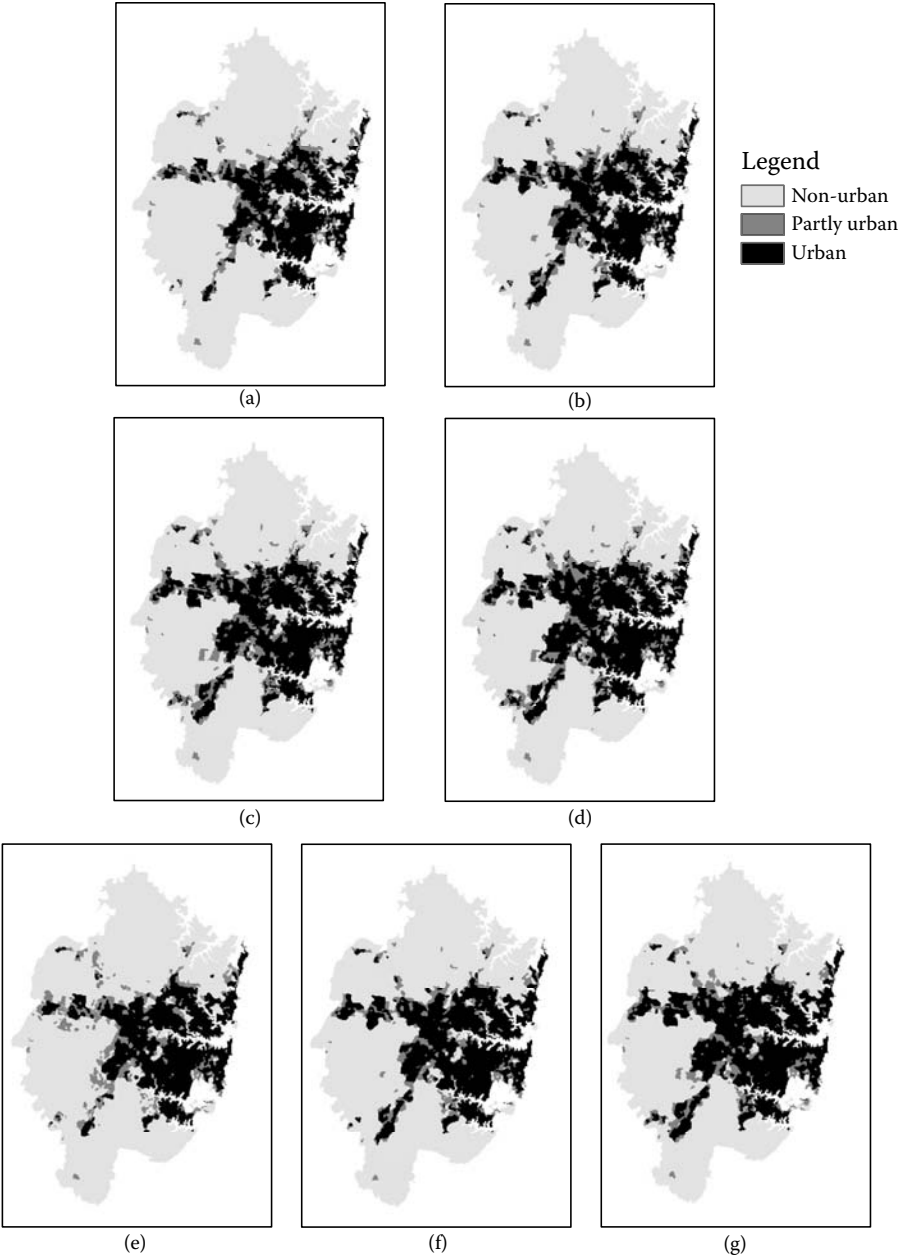 Legend
Non-urban
Partly urban
Urban
(a)
(b)
(c)
(d)
(e)
(f)
(g)